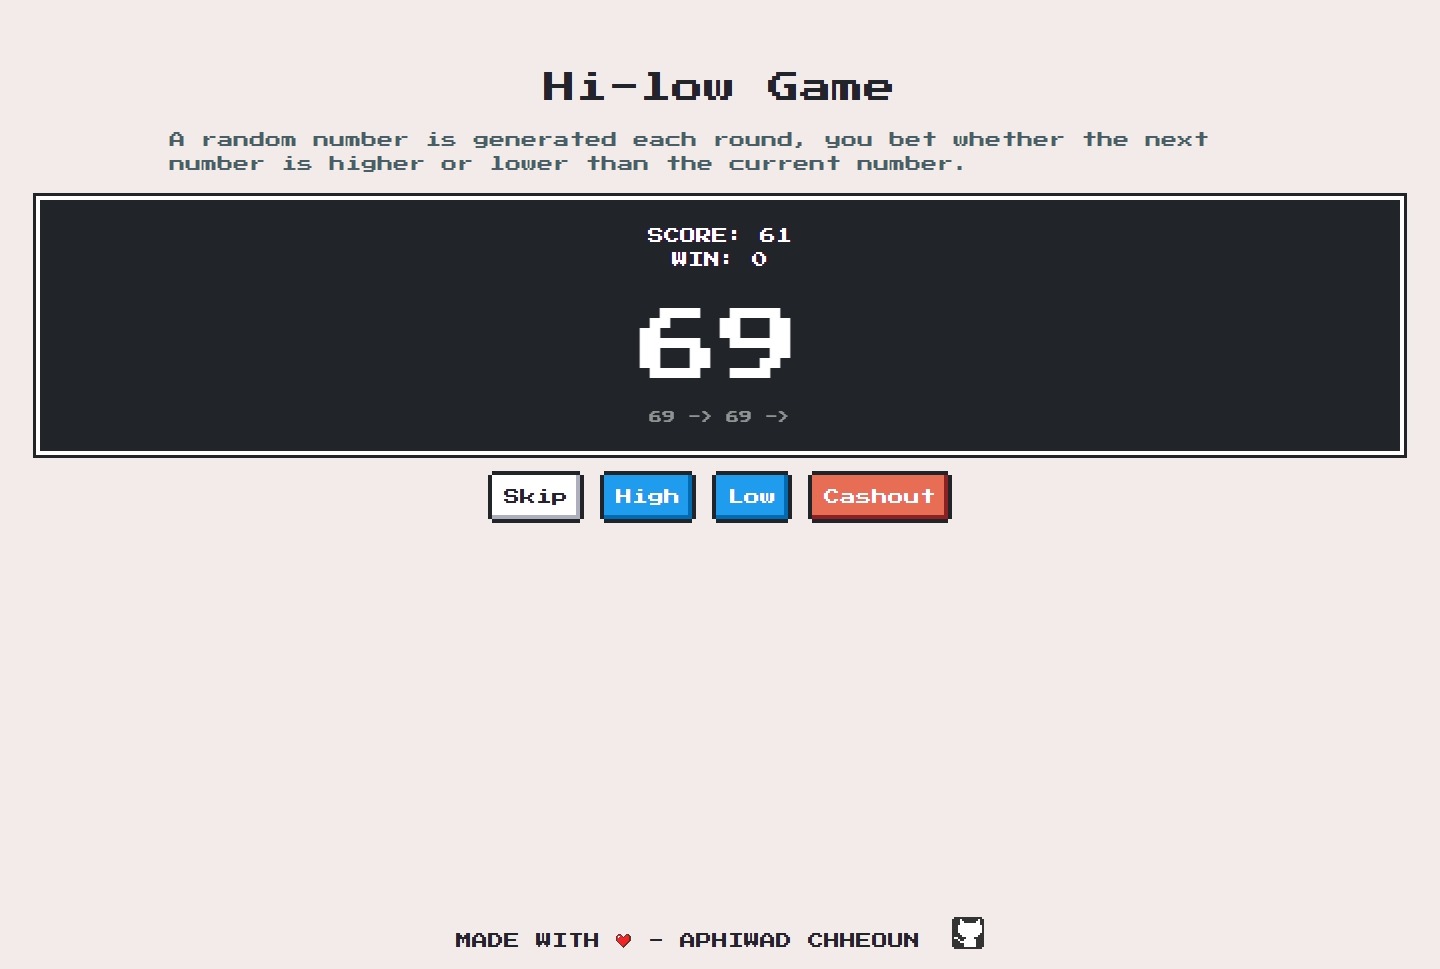 Hi-low Game
A random number is generated each round, you bet whether the next
number is higher or lower than the current number.
SCORE: 61
WIN: 0
69
69 -> 69 ->
Skip High Low Cashout
MADE WITH ❤ - APHIWAD CHHEOUN